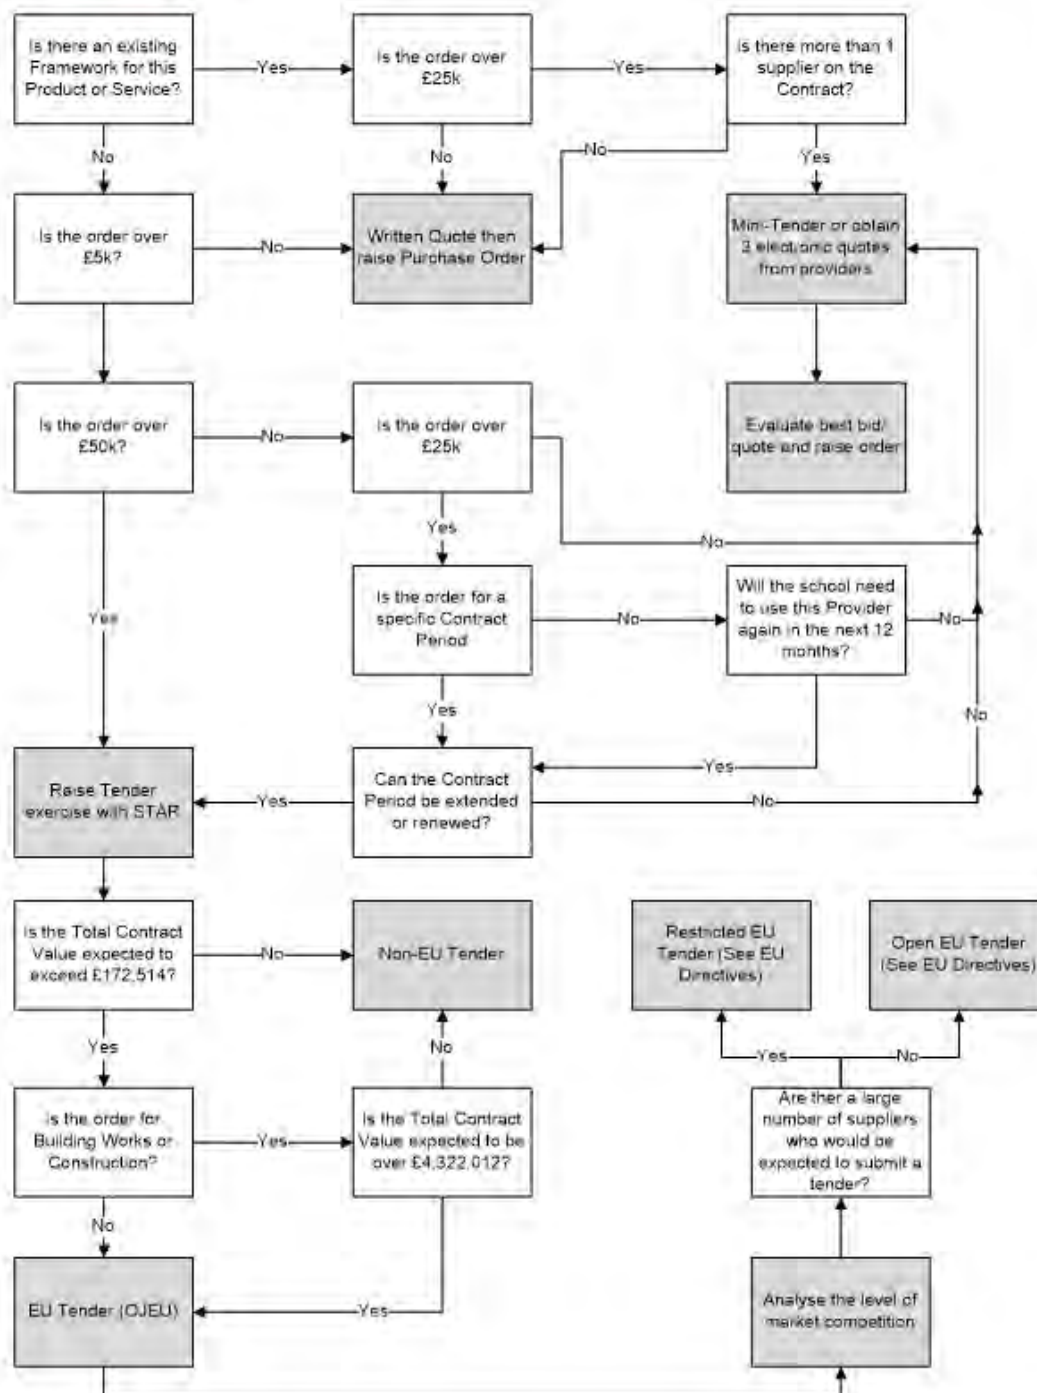 Is there an existing
Framework for this
Product or Service?
Yes
Is the order over
£25k
Yes
Is there more than 1
supplier on the
Contract?
No
No
No
Yes
Is the order over
£5k?
No
Written Quote then
raise Purchase Order
Mini-Tender or obtain
3 electronic quotes
from providers
Is the order over
£50k?
No
Is the order over
£25k
Evaluate best bid/
quote and raise order
Yes
No
Yes
Is the order for a
specific Contract
Period
No
Will the school need
to use this Provider
again in the next 12
months?
No
Yes
No
Yes
Raise Tender
exercise with STAR
Yes
Can the Contract
Period be extended
or renewed?
No
Is the Total Contract
Value expected to
exceed £172,514?
No
Non-EU Tender
Restricted EU
Tender (See EU
Directives)
Open EU Tender
(See EU Directives)
Yes
No
Yes
No
Is the order for
Building Works or
Construction?
Yes
Is the Total Contract
Value expected to be
over £4,322,012?
Are ther a large
number of suppliers
who would be
expected to submit a
tender?
No
EU Tender (OJEU)
Yes
Analyse the level of
market competition